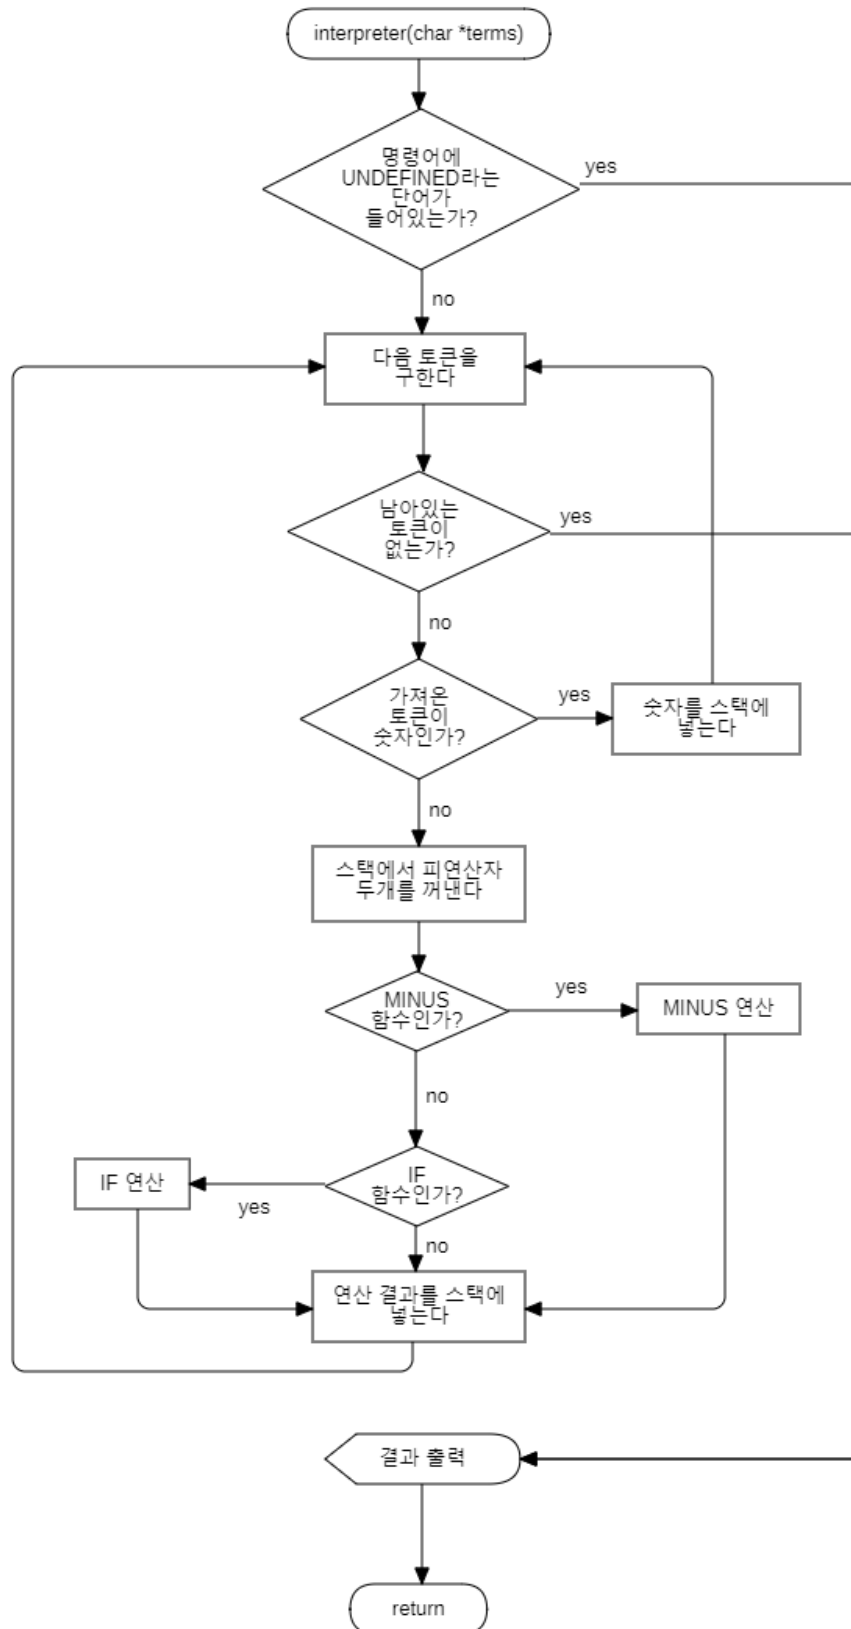 interpreter(char *terms)
명령어에
UNDEFINED라는
단어가
들어있는가?
yes
no
다음 토큰을
구한다
남아있는
토큰이
없는가?
yes
no
가져온
토큰이
숫자인가?
yes
숫자를 스택에
넣는다
no
스택에서 피연산자
두개를 꺼낸다
MINUS
함수인가?
yes
MINUS 연산
no
IF
함수인가?
yes
IF 연산
no
연산 결과를 스택에
넣는다
결과 출력
return